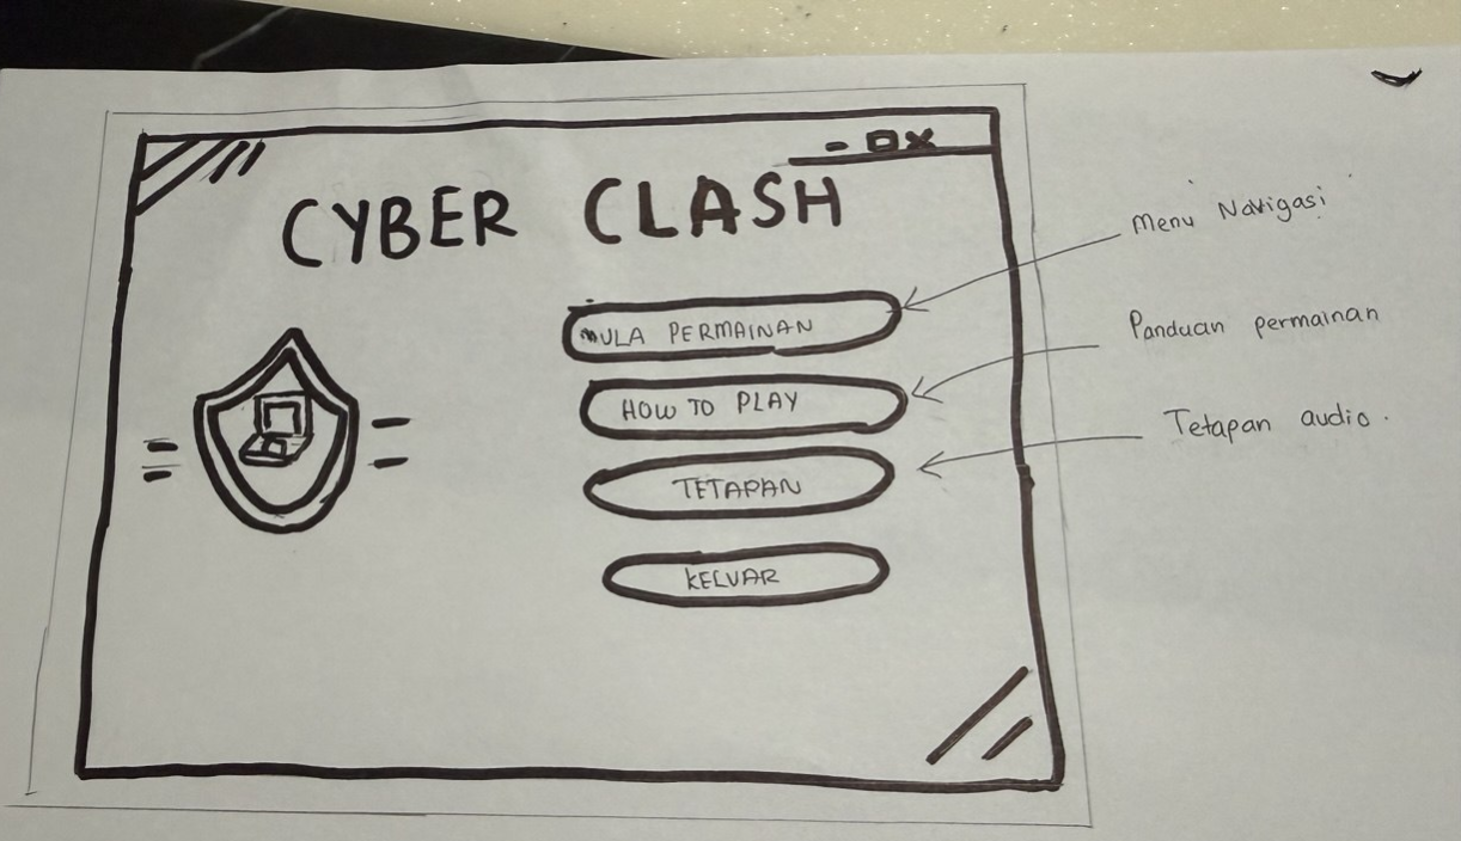 CYBER CLASH
MULA PERMAINAN
HOW TO PLAY
TETAPAN
KELUAR
Menu Navigasi
Panduan permainan
Tetapan audio.